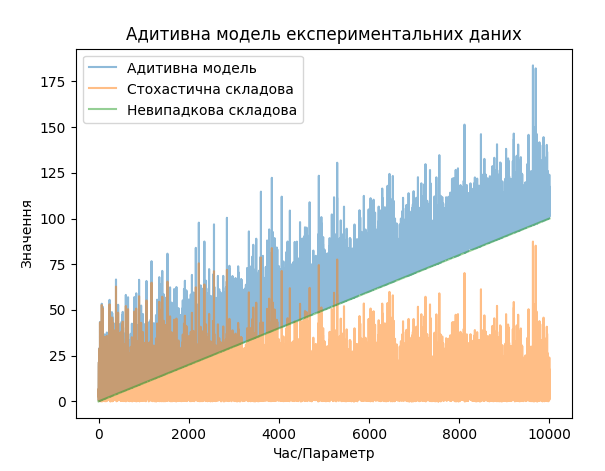 Адитивна модель експериментальних даних
Адитивна модель
Стохастична складова
Невипадкова складова
175
150
125
100
75
50
25
0
Значення
0 2000 4000 6000 8000 10000
Час/Параметр